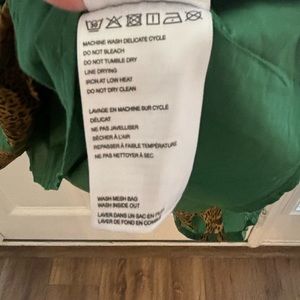 MACHINE WASH DELICATE CYCLE
DO NOT BLEACH
DO NOT TUMBLE DRY
LINE DRYING
IRON AT LOW HEAT
DO NOT DRY CLEAN
LAVAGE EN MACHINE SUR CYCLE
DÉLICAT
NE PAS JAVELLISER
SÉCHER À L'AIR
REPASSER À FAIBLE TEMPÉRATURE
NE PAS NETTOYER À SEC
WASH MESH BAG
WASH INSIDE OUT
LAVER DANS UN SAC EN
LAVER DE FOND EN